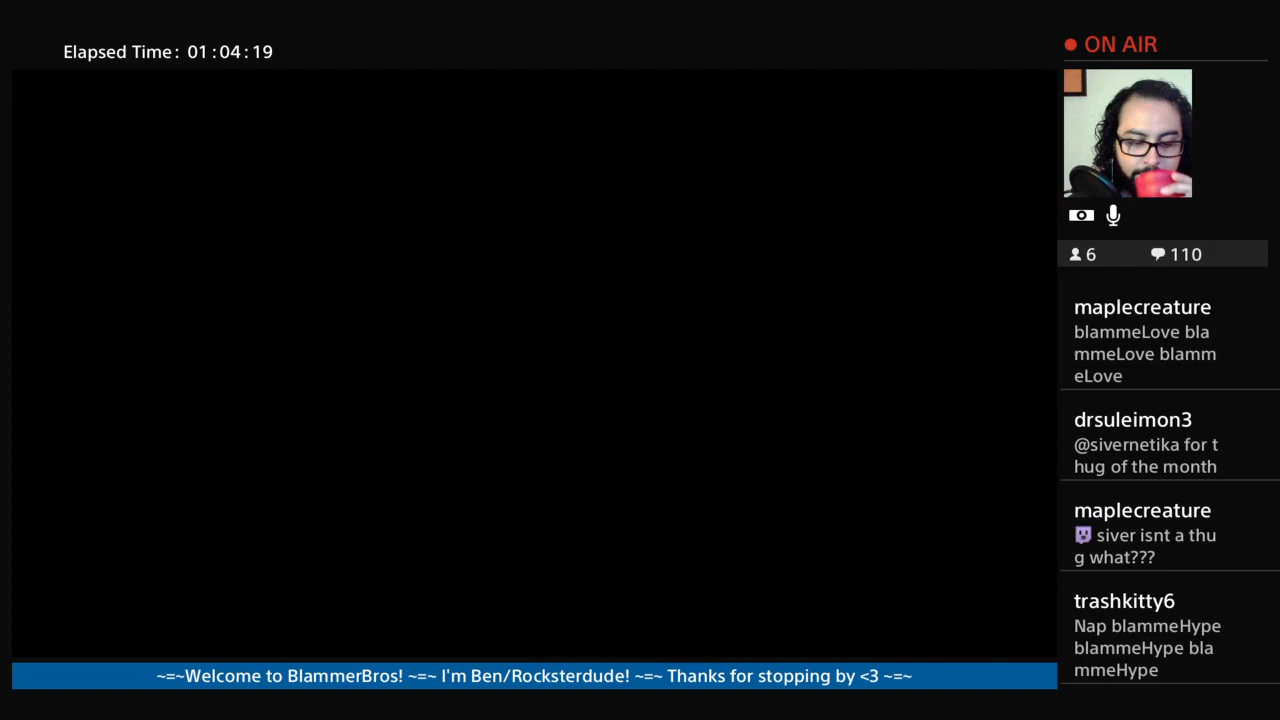 Elapsed Time: 01:04:19
ON AIR
6 110
maplecreature
blammeLove bla
mmeLove blamm
eLove
drsuleimon3
@sivernetika for t
hug of the month
maplecreature
siver isnt a thu
g what???
trashkitty6
Nap blammeHype
blammeHype bla
mmeHype
~=~Welcome to BlammerBros! ~=~ I'm Ben/Rocksterdude! ~=~ Thanks for stopping by <3 ~=~